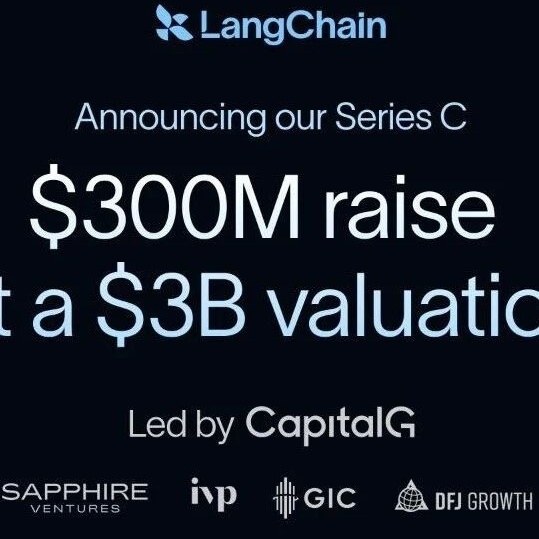 LangChain
Announcing our Series C
$300M raise
t a $3B valuatio
Led by CapitalG
SAPPHIRE VENTURES ivp GIC DFJ GROWTH